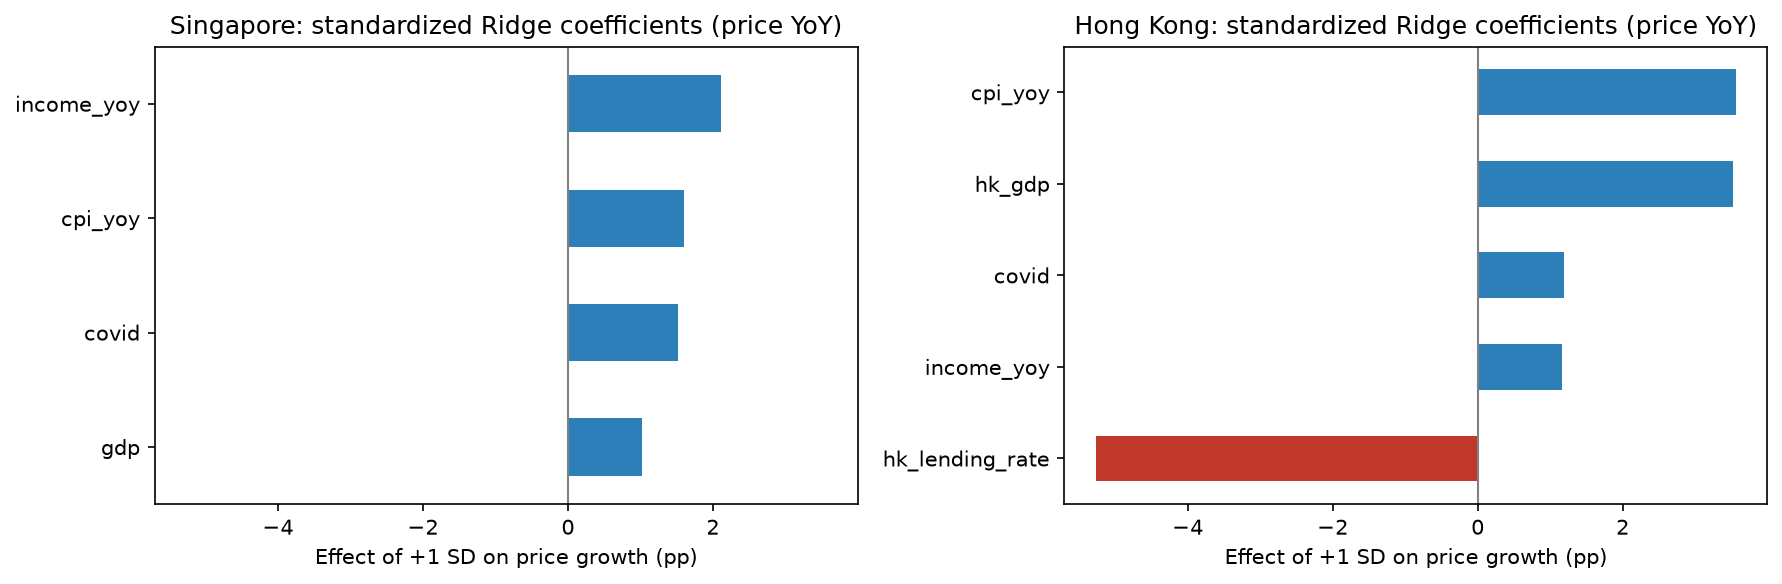 Singapore: standardized Ridge coefficients (price YoY)
income_yoy
cpi_yoy
covid
gdp
−4 −2 0 2
Effect of +1 SD on price growth (pp)
Hong Kong: standardized Ridge coefficients (price YoY)
cpi_yoy
hk_gdp
covid
income_yoy
hk_lending_rate
−4 −2 0 2
Effect of +1 SD on price growth (pp)